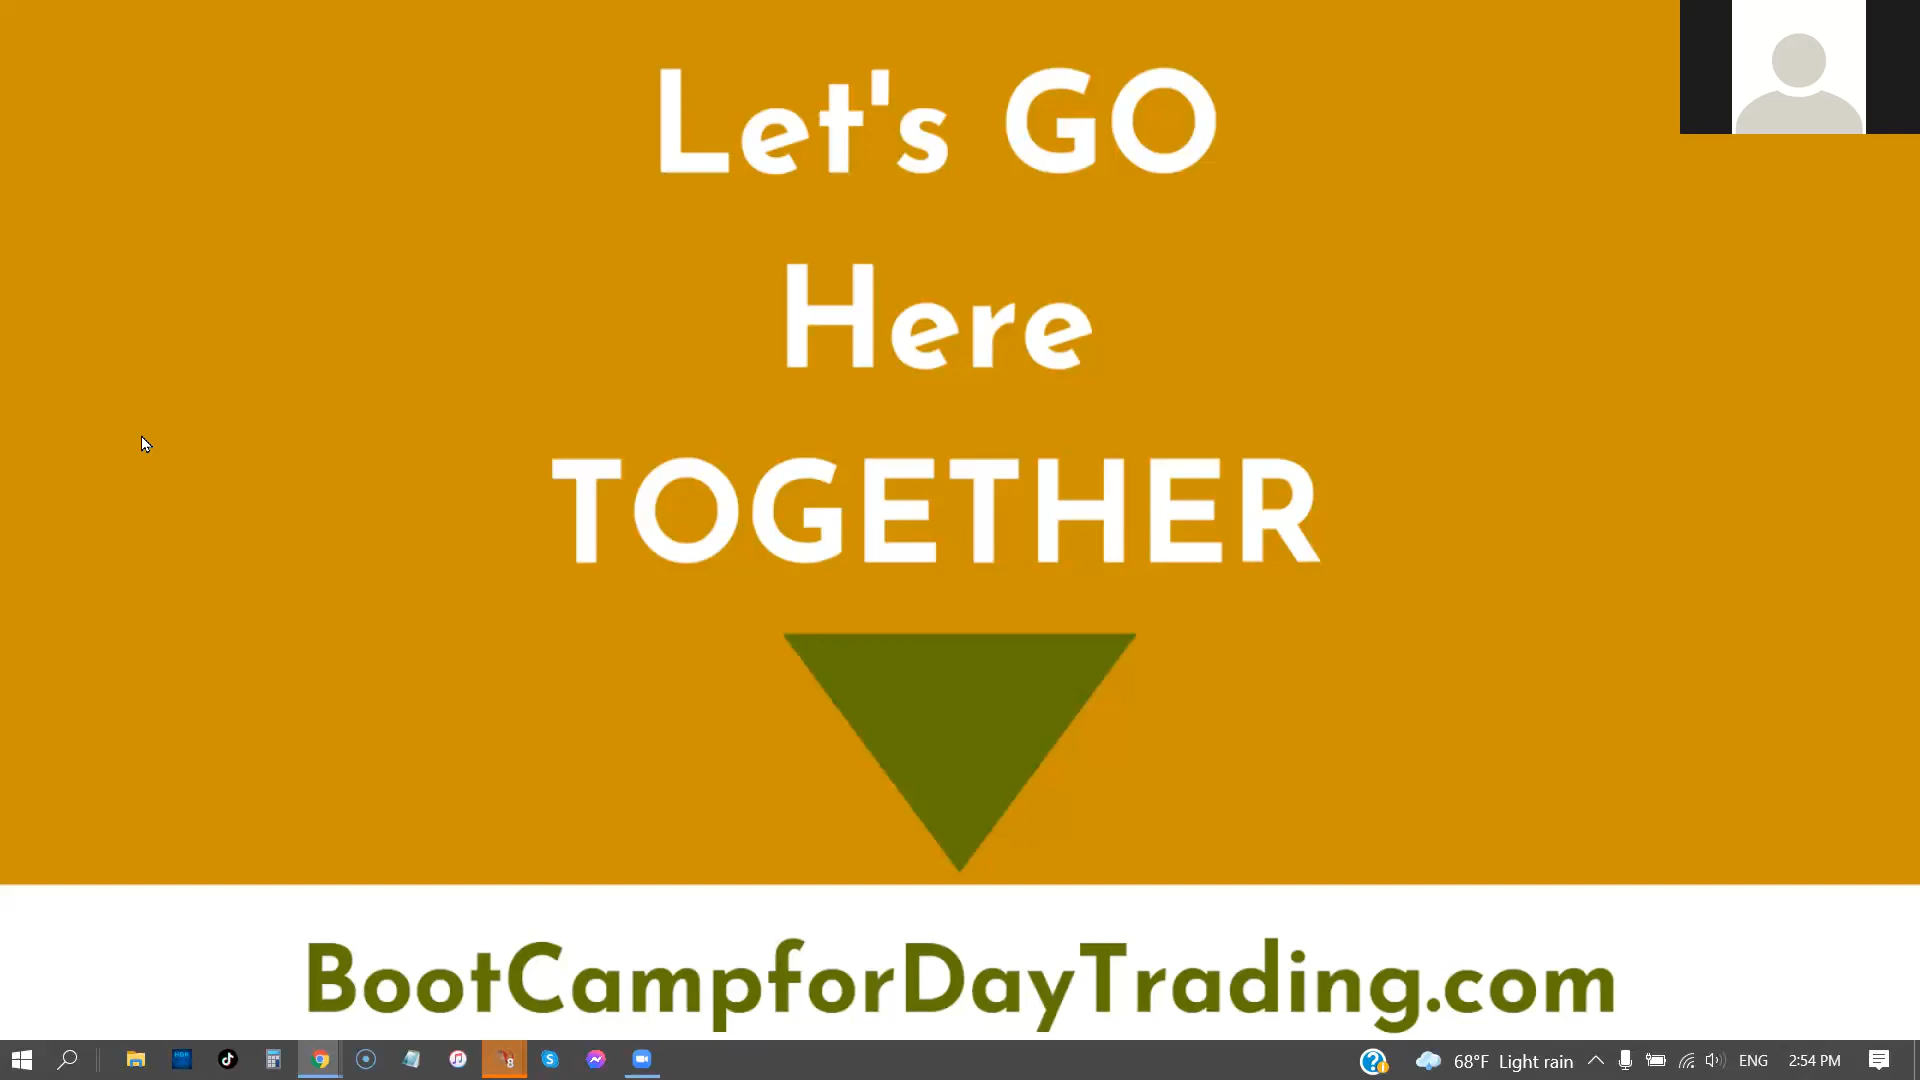 Let's GO
Here
TOGETHER
BootCampforDayTrading.com
68°F Light rain
ENG
2:54 PM